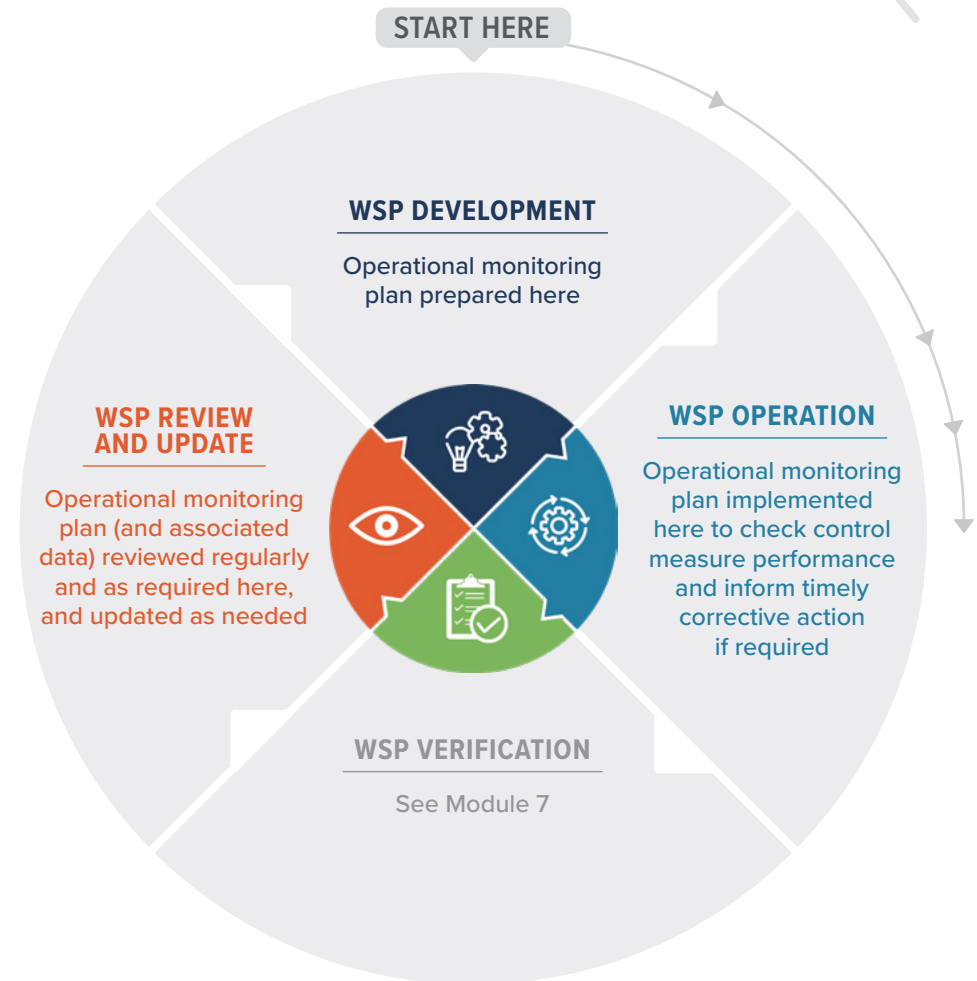 START HERE
WSP DEVELOPMENT
Operational monitoring
plan prepared here
WSP OPERATION
Operational monitoring
plan implemented
here to check control
measure performance
and inform timely
corrective action
if required
WSP VERIFICATION
See Module 7
WSP REVIEW
AND UPDATE
Operational monitoring
plan (and associated
data) reviewed regularly
and as required here,
and updated as needed